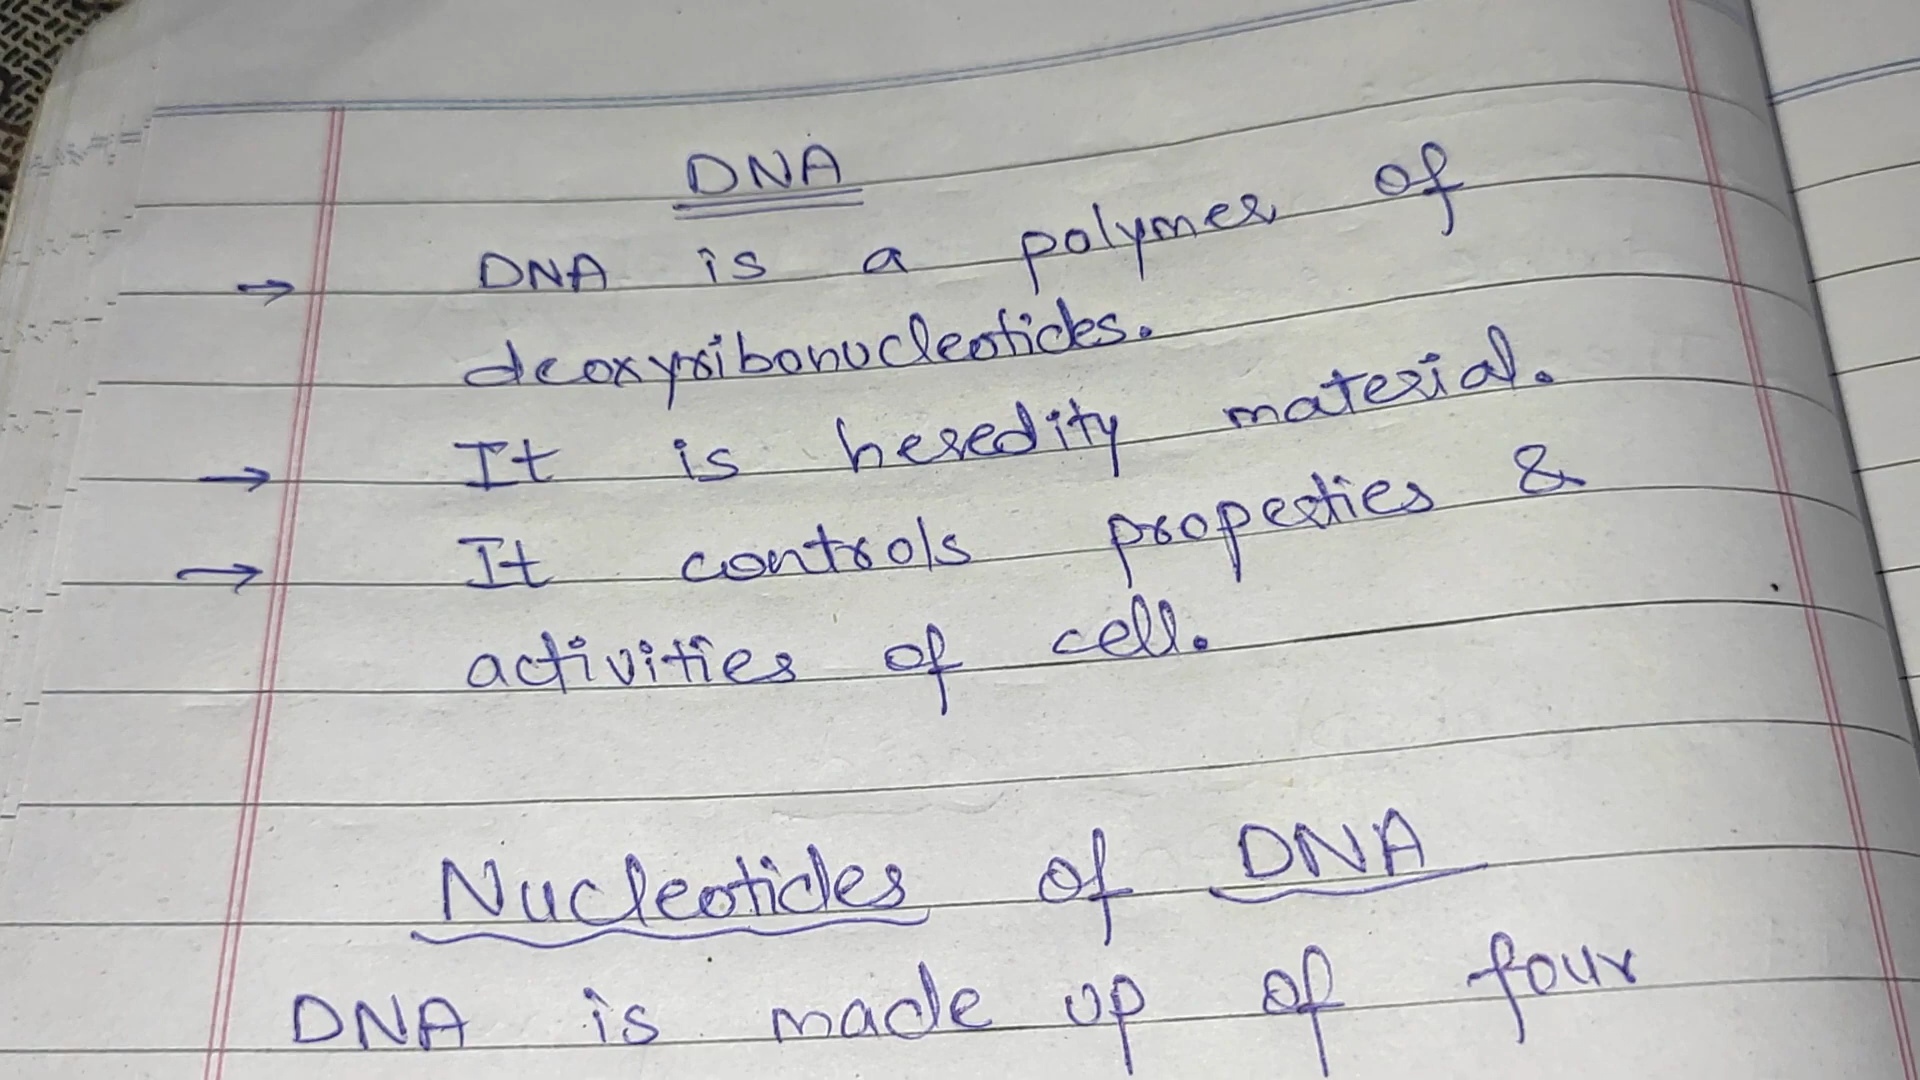 DNA
→ DNA is a polymer of
deoxyribonucleotides.
→ It is heredity material.
→ It controls properties &
activities of cell.
Nucleotides of DNA
DNA is made up of four